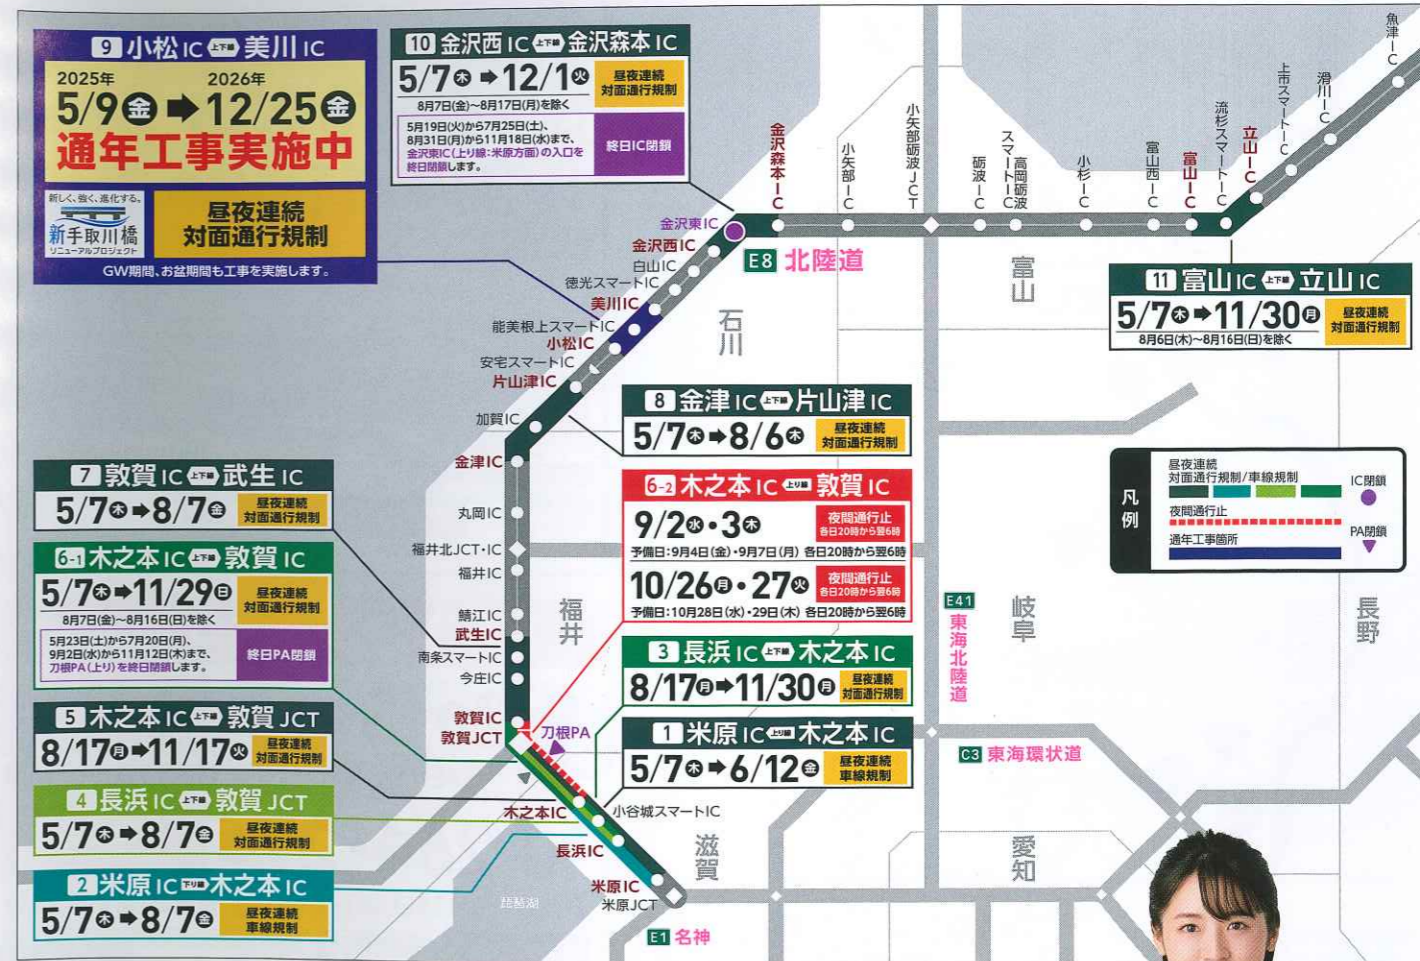 9 小松IC 上下線 美川IC
2025年 2026年
5/9金 ➡ 12/25金
通年工事実施中
新しく、強く、進化する。
新手取川橋
リニューアルプロジェクト
昼夜連続
対面通行規制
GW期間、お盆期間も工事を実施します。
10 金沢西IC 上下線 金沢森本IC
5/7木 ➡ 12/1火
昼夜連続
対面通行規制
8月7日(金)～8月17日(月)を除く
5月19日(火)から7月25日(土)、
8月31日(月)から11月18日(水)まで、
金沢東IC(上り線:米原方面)の入口を
終日閉鎖します。
終日IC閉鎖
金沢森本IC
小矢部IC
小矢部砺波JCT
砺波IC
高岡砺波
スマートIC
小杉IC
富山西IC
富山IC
流杉スマートIC
立山IC
上市スマートIC
滑川IC
魚津IC
金沢東IC
金沢西IC
白山IC
徳光スマートIC
美川IC
能美根上スマートIC
小松IC
安宅スマートIC
片山津IC
加賀IC
金津IC
丸岡IC
福井北JCT・IC
福井IC
鯖江IC
武生IC
南条スマートIC
今庄IC
敦賀IC
敦賀JCT
刀根PA
木之本IC
小谷城スマートIC
長浜IC
米原IC
米原JCT
E8 北陸道
石川
富山
福井
岐阜
長野
滋賀
愛知
琵琶湖
E41 東海北陸道
C3 東海環状道
E1 名神
11 富山IC 上下線 立山IC
5/7木 ➡ 11/30月
昼夜連続
対面通行規制
8月6日(木)～8月16日(日)を除く
8 金津IC 上下線 片山津IC
5/7木 ➡ 8/6木
昼夜連続
対面通行規制
7 敦賀IC 上下線 武生IC
5/7木 ➡ 8/7金
昼夜連続
対面通行規制
6-1 木之本IC 上下線 敦賀IC
5/7木 ➡ 11/29日
昼夜連続
対面通行規制
8月7日(金)～8月16日(日)を除く
5月23日(土)から7月20日(月)、
9月2日(水)から11月12日(木)まで、
刀根PA(上り)を終日閉鎖します。
終日PA閉鎖
6-2 木之本IC 上り線 敦賀IC
9/2水・3木
夜間通行止
各日20時から翌6時
予備日:9月4日(金)・9月7日(月) 各日20時から翌6時
10/26月・27火
夜間通行止
各日20時から翌6時
予備日:10月28日(水)・29日(木) 各日20時から翌6時
5 木之本IC 上下線 敦賀JCT
8/17月 ➡ 11/17火
昼夜連続
対面通行規制
4 長浜IC 上下線 敦賀JCT
5/7木 ➡ 8/7金
昼夜連続
対面通行規制
3 長浜IC 上下線 木之本IC
8/17月 ➡ 11/30月
昼夜連続
対面通行規制
2 米原IC 下り線 木之本IC
5/7木 ➡ 8/7金
昼夜連続
車線規制
1 米原IC 上り線 木之本IC
5/7木 ➡ 6/12金
昼夜連続
車線規制
凡例
昼夜連続
対面通行規制/車線規制
夜間通行止
通年工事箇所
IC閉鎖
PA閉鎖